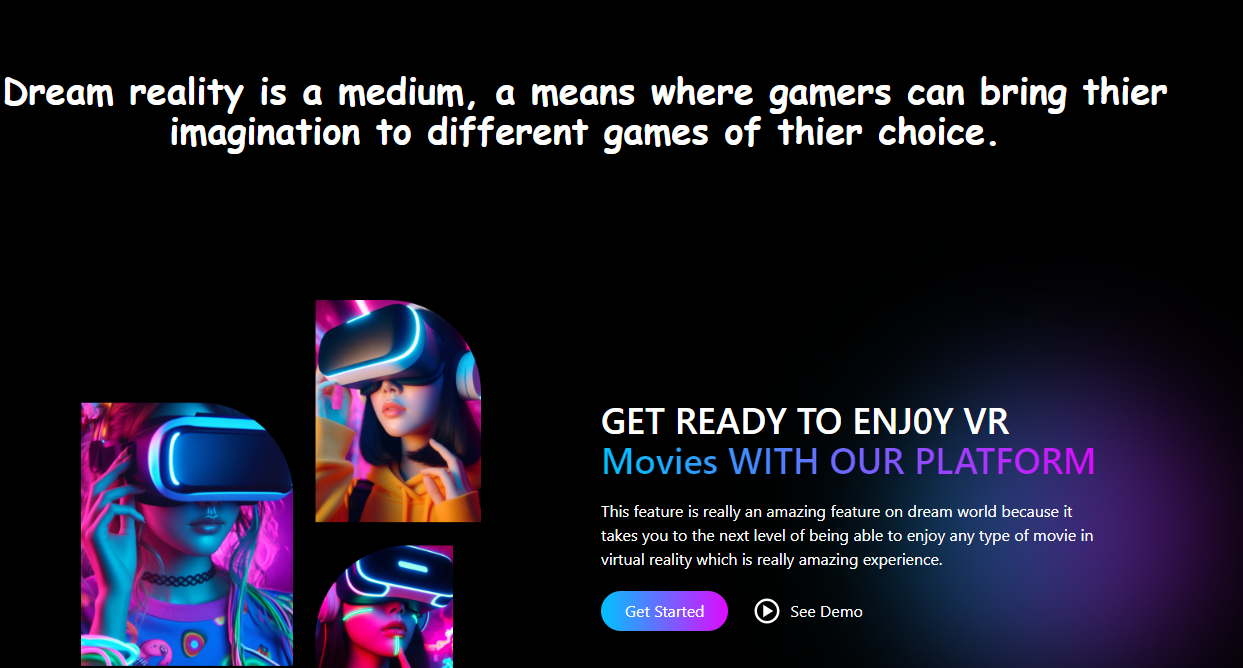 Dream reality is a medium, a means where gamers can bring thier
imagination to different games of thier choice.
GET READY TO ENJ0Y VR
Movies WITH OUR PLATFORM
This feature is really an amazing feature on dream world because it
takes you to the next level of being able to enjoy any type of movie in
virtual reality which is really amazing experience.
Get Started
See Demo